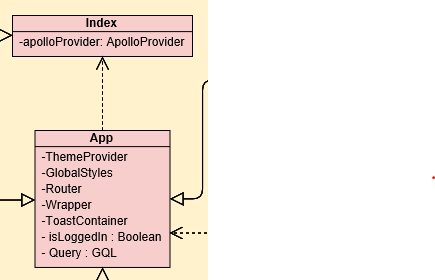 Index
-apolloProvider: ApolloProvider
App
-ThemeProvider
-GlobalStyles
-Router
-Wrapper
-ToastContainer
- isLoggedIn : Boolean
- Query : GQL